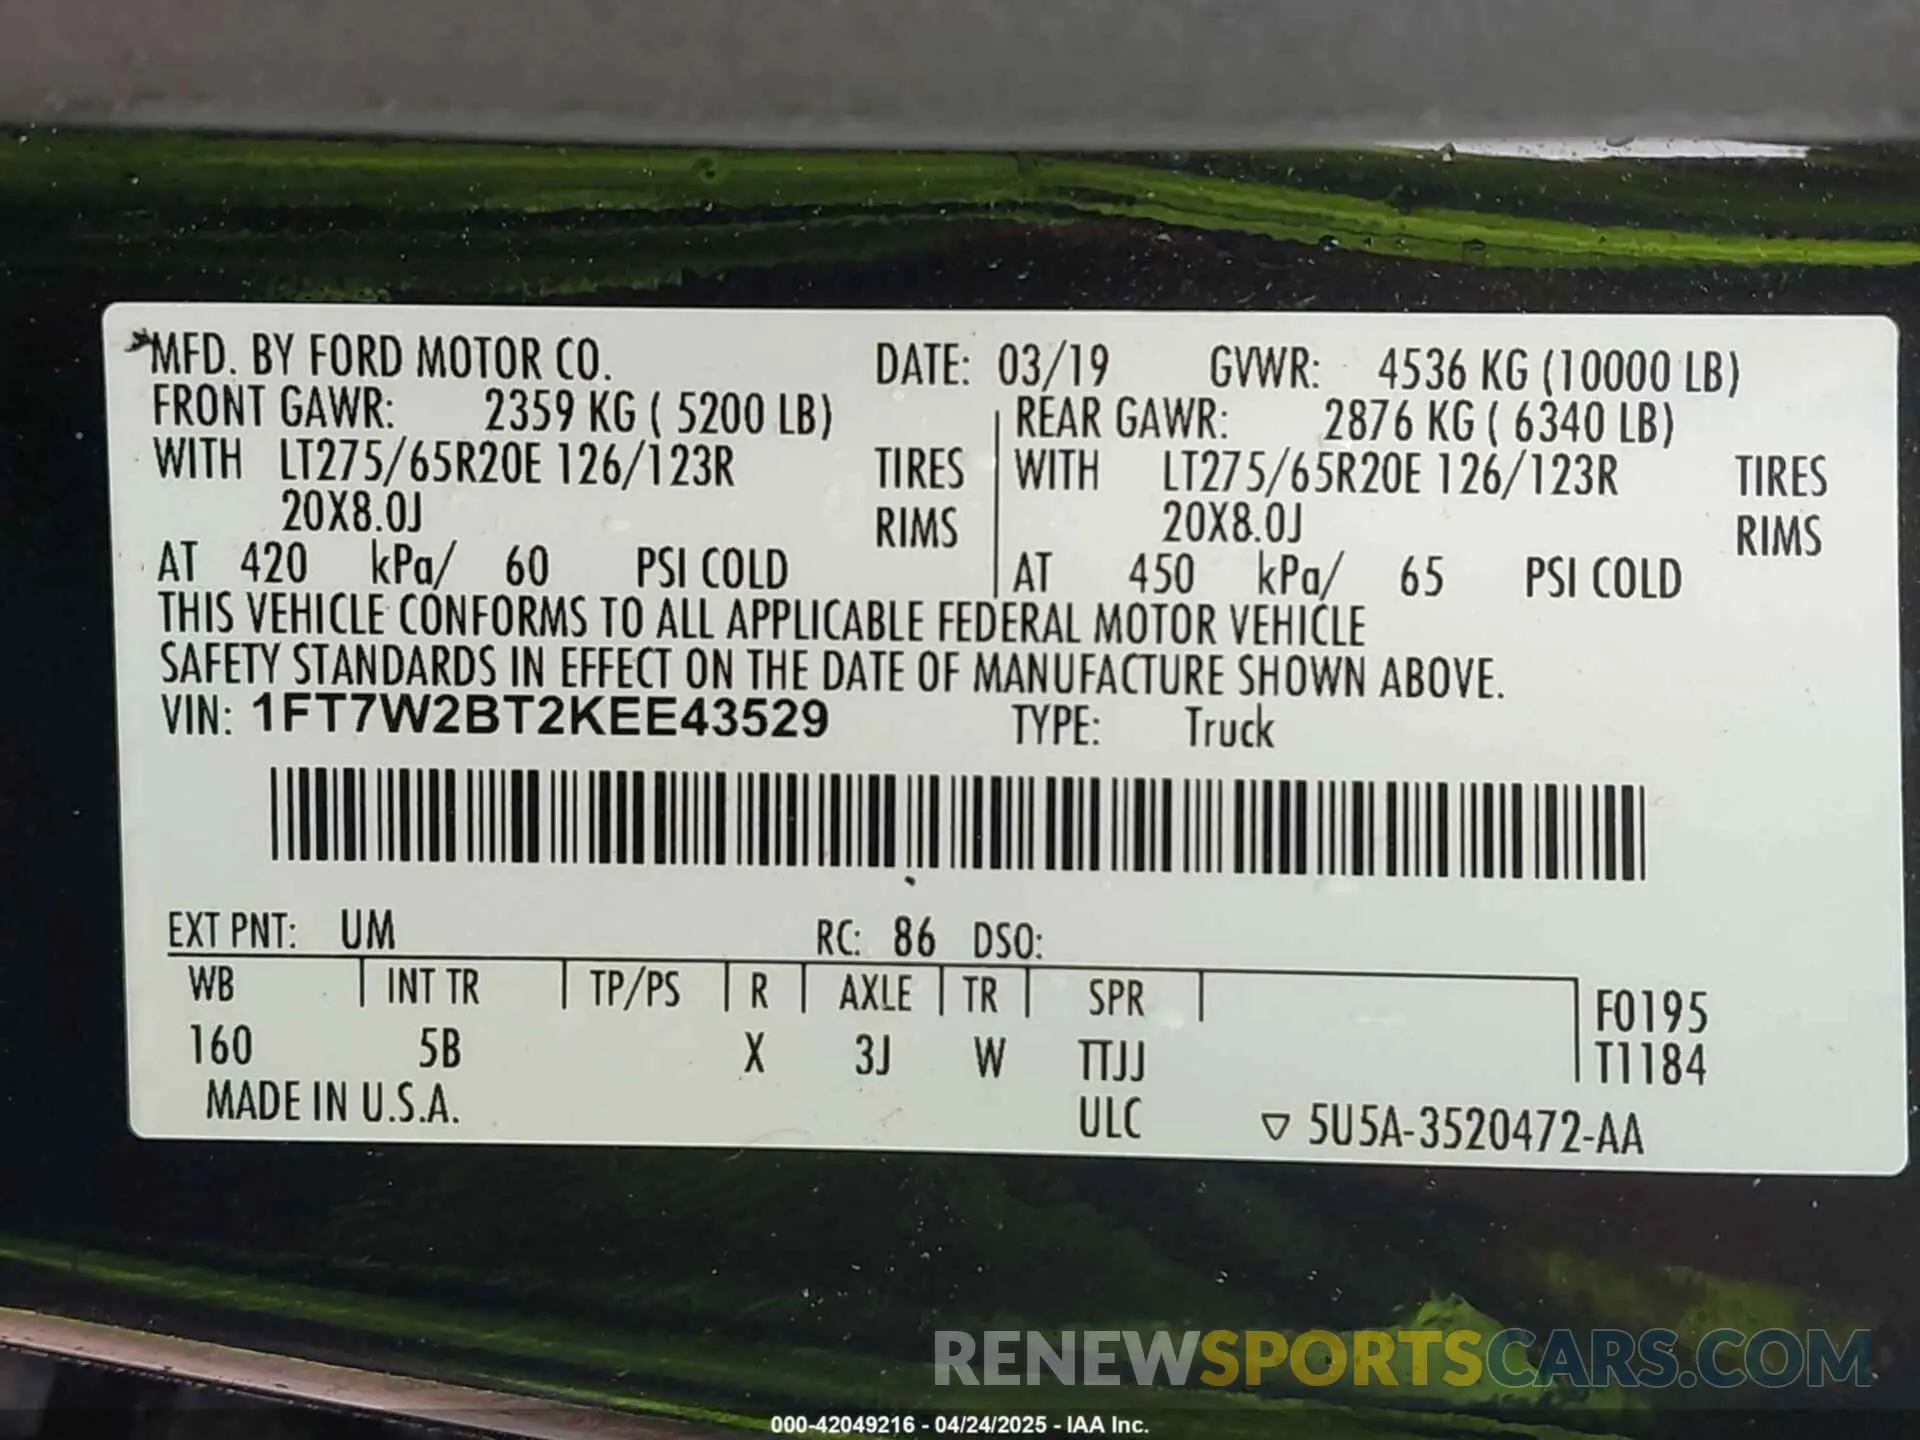 MFD. BY FORD MOTOR CO. DATE: 03/19 GVWR: 4536 KG (10000 LB)
FRONT GAWR: 2359 KG ( 5200 LB) REAR GAWR: 2876 KG ( 6340 LB)
WITH LT275/65R20E 126/123R TIRES WITH LT275/65R20E 126/123R TIRES
20X8.0J RIMS 20X8.0J RIMS
AT 420 kPa/ 60 PSI COLD AT 450 kPa/ 65 PSI COLD
THIS VEHICLE CONFORMS TO ALL APPLICABLE FEDERAL MOTOR VEHICLE
SAFETY STANDARDS IN EFFECT ON THE DATE OF MANUFACTURE SHOWN ABOVE.
VIN: 1FT7W2BT2KEE43529 TYPE: Truck
EXT PNT: UM RC: 86 DSO:
WB INT TR TP/PS R AXLE TR SPR F0195
160 5B X 3J W TTJJ T1184
MADE IN U.S.A. ULC ▽ 5U5A-3520472-AA
RENEWSPORTSCARS.COM
000-42049216 - 04/24/2025 - IAA Inc.